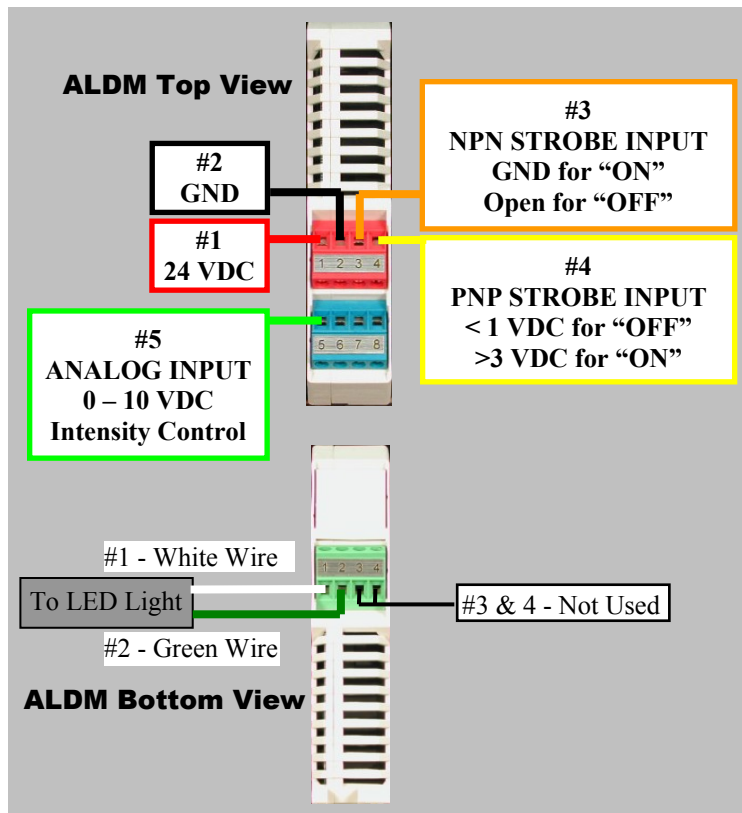 ALDM Top View
#3
NPN STROBE INPUT
GND for “ON”
Open for “OFF”
#2
GND
#1
24 VDC
1 2 3 4
#4
PNP STROBE INPUT
< 1 VDC for “OFF”
>3 VDC for “ON”
#5
ANALOG INPUT
0 – 10 VDC
Intensity Control
5 6 7 8
#1 - White Wire
1 2 3 4
To LED Light
#3 & 4 - Not Used
#2 - Green Wire
ALDM Bottom View